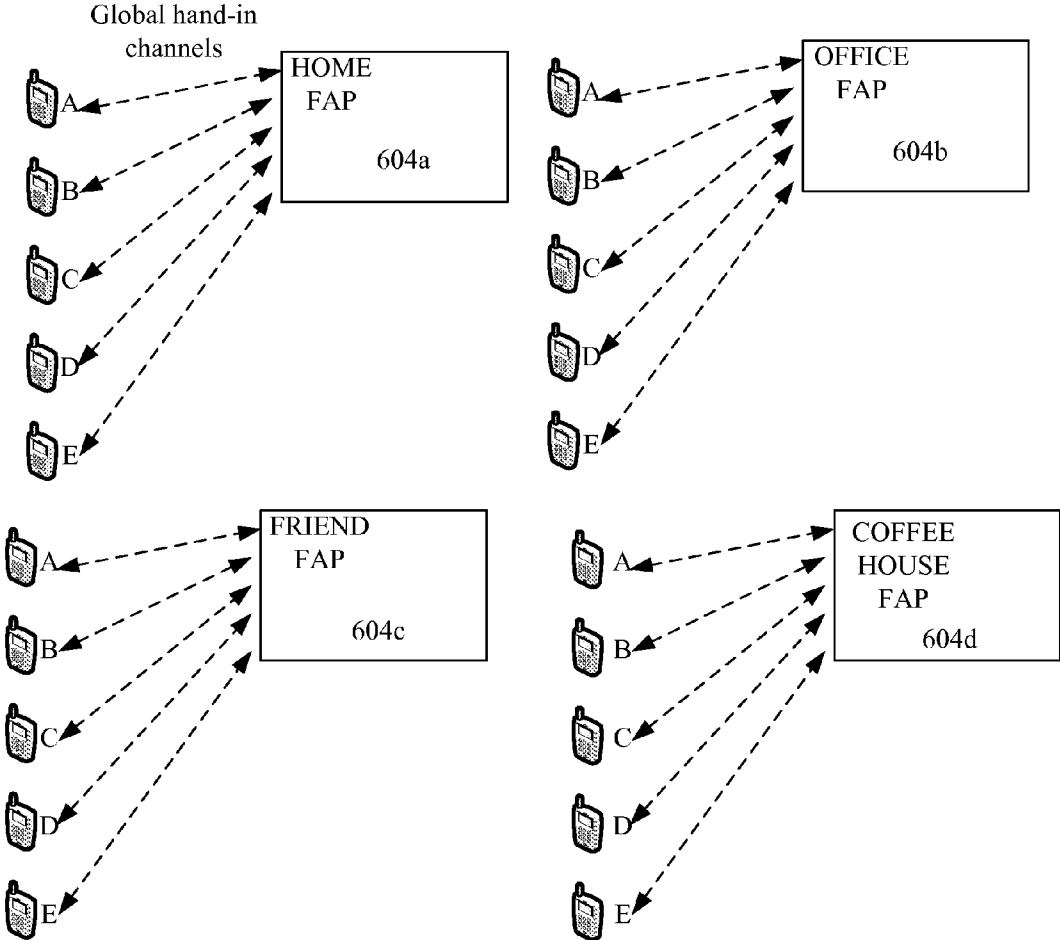 Global hand-in
channels
HOME
FAP
604a
A
B
C
D
E
OFFICE
FAP
604b
A
B
C
D
E
FRIEND
FAP
604c
A
B
C
D
E
COFFEE
HOUSE
FAP
604d
A
B
C
D
E